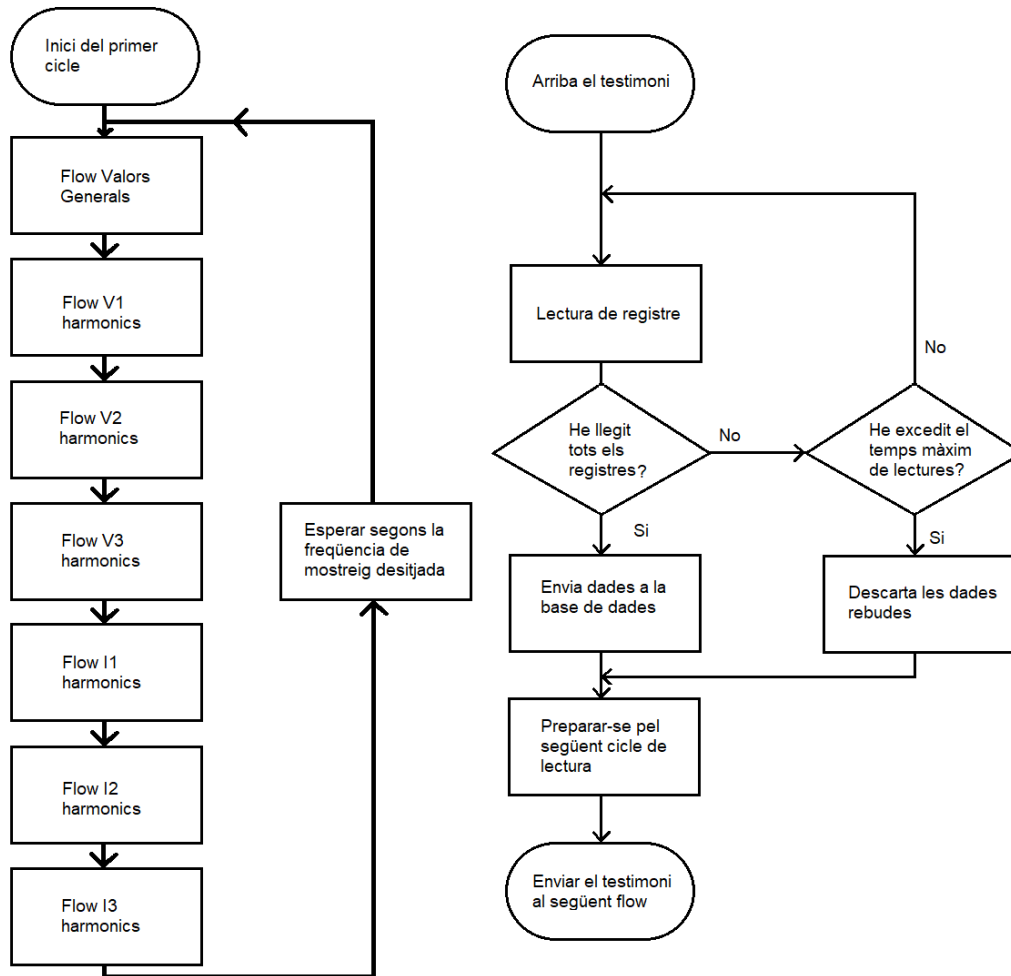 Inici del primer
cicle
Flow Valors
Generals
Flow V1
harmonics
Flow V2
harmonics
Flow V3
harmonics
Flow I1
harmonics
Flow I2
harmonics
Flow I3
harmonics
Esperar segons la
freqüencia de
mostreig desitjada
Arriba el testimoni
Lectura de registre
He llegit
tots els
registres?
No
He excedit el
temps màxim
de lectures?
No
Si
Si
Envia dades a la
base de dades
Descarta les dades
rebudes
Preparar-se pel
següent cicle de
lectura
Enviar el testimoni
al següent flow